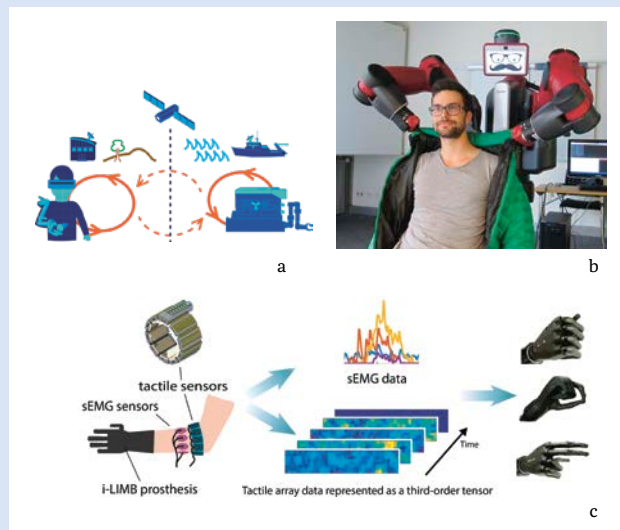 a
b
tactile sensors
sEMG sensors
i-LIMB prosthesis
sEMG data
Time
Tactile array data represented as a third-order tensor
c